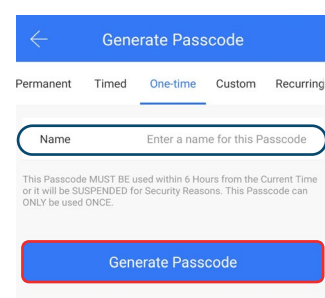 Generate Passcode
Permanent Timed One-time Custom Recurring
Name Enter a name for this Passcode
This Passcode MUST BE used within 6 Hours from the Current Time
or it will be SUSPENDED for Security Reasons. This Passcode can
ONLY be used ONCE.
Generate Passcode